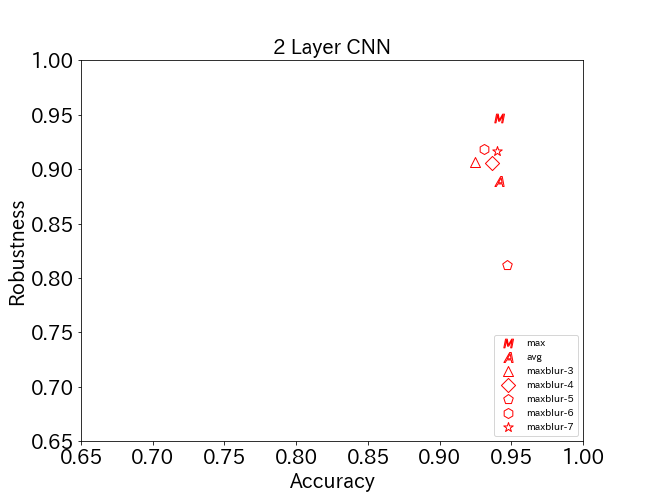 2 Layer CNN
1.00
0.95
0.90
0.85
0.80
0.75
0.70
0.65
Robustness
M
A
M max
A avg
maxblur-3
maxblur-4
maxblur-5
maxblur-6
maxblur-7
0.65 0.70 0.75 0.80 0.85 0.90 0.95 1.00
Accuracy